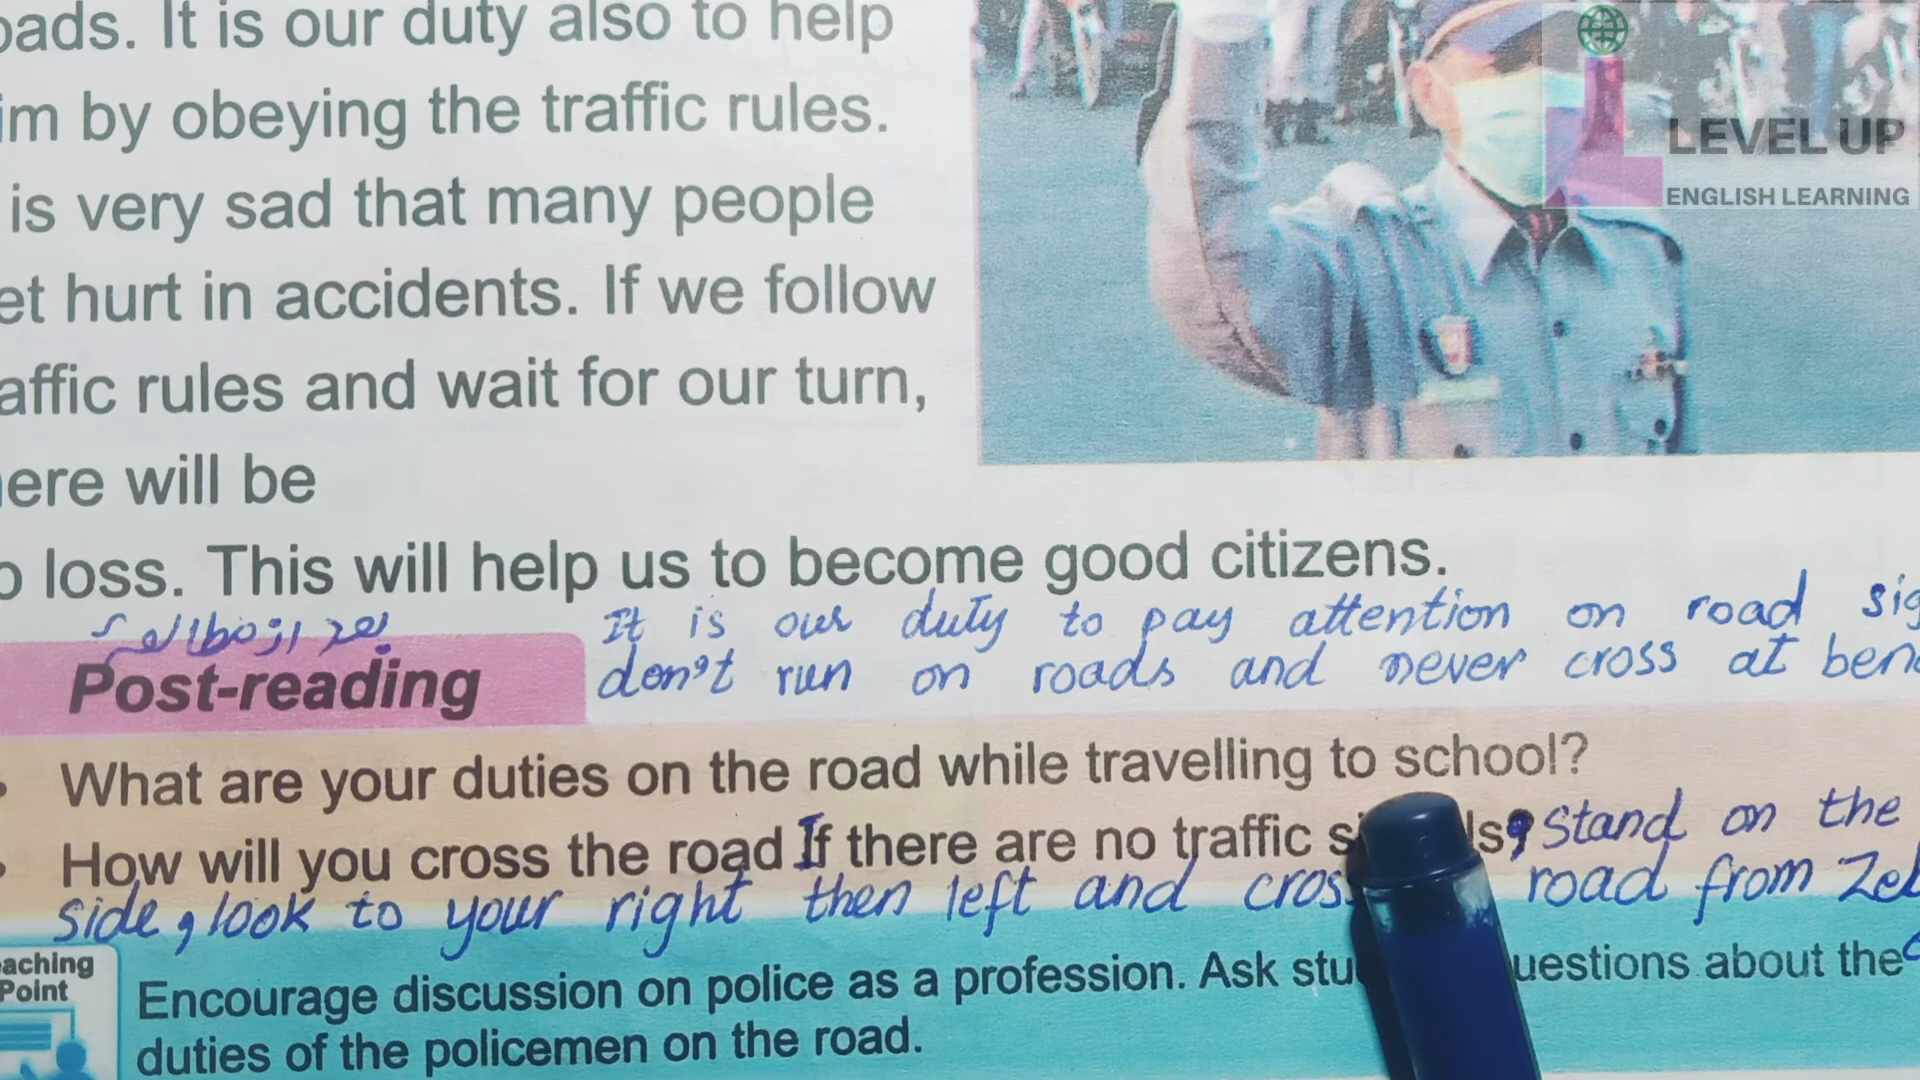 oads. It is our duty also to help
im by obeying the traffic rules.
is very sad that many people
et hurt in accidents. If we follow
affic rules and wait for our turn,
ere will be
o loss. This will help us to become good citizens.
LEVEL UP
ENGLISH LEARNING
It is our duty to pay attention on road sig
don't run on roads and never cross at bend
Post-reading
What are your duties on the road while travelling to school?
How will you cross the road If there are no traffic s ls, Stand on the
side, look to your right then left and cros road from Zeb
aching
Point
Encourage discussion on police as a profession. Ask stu uestions about the
duties of the policemen on the road.